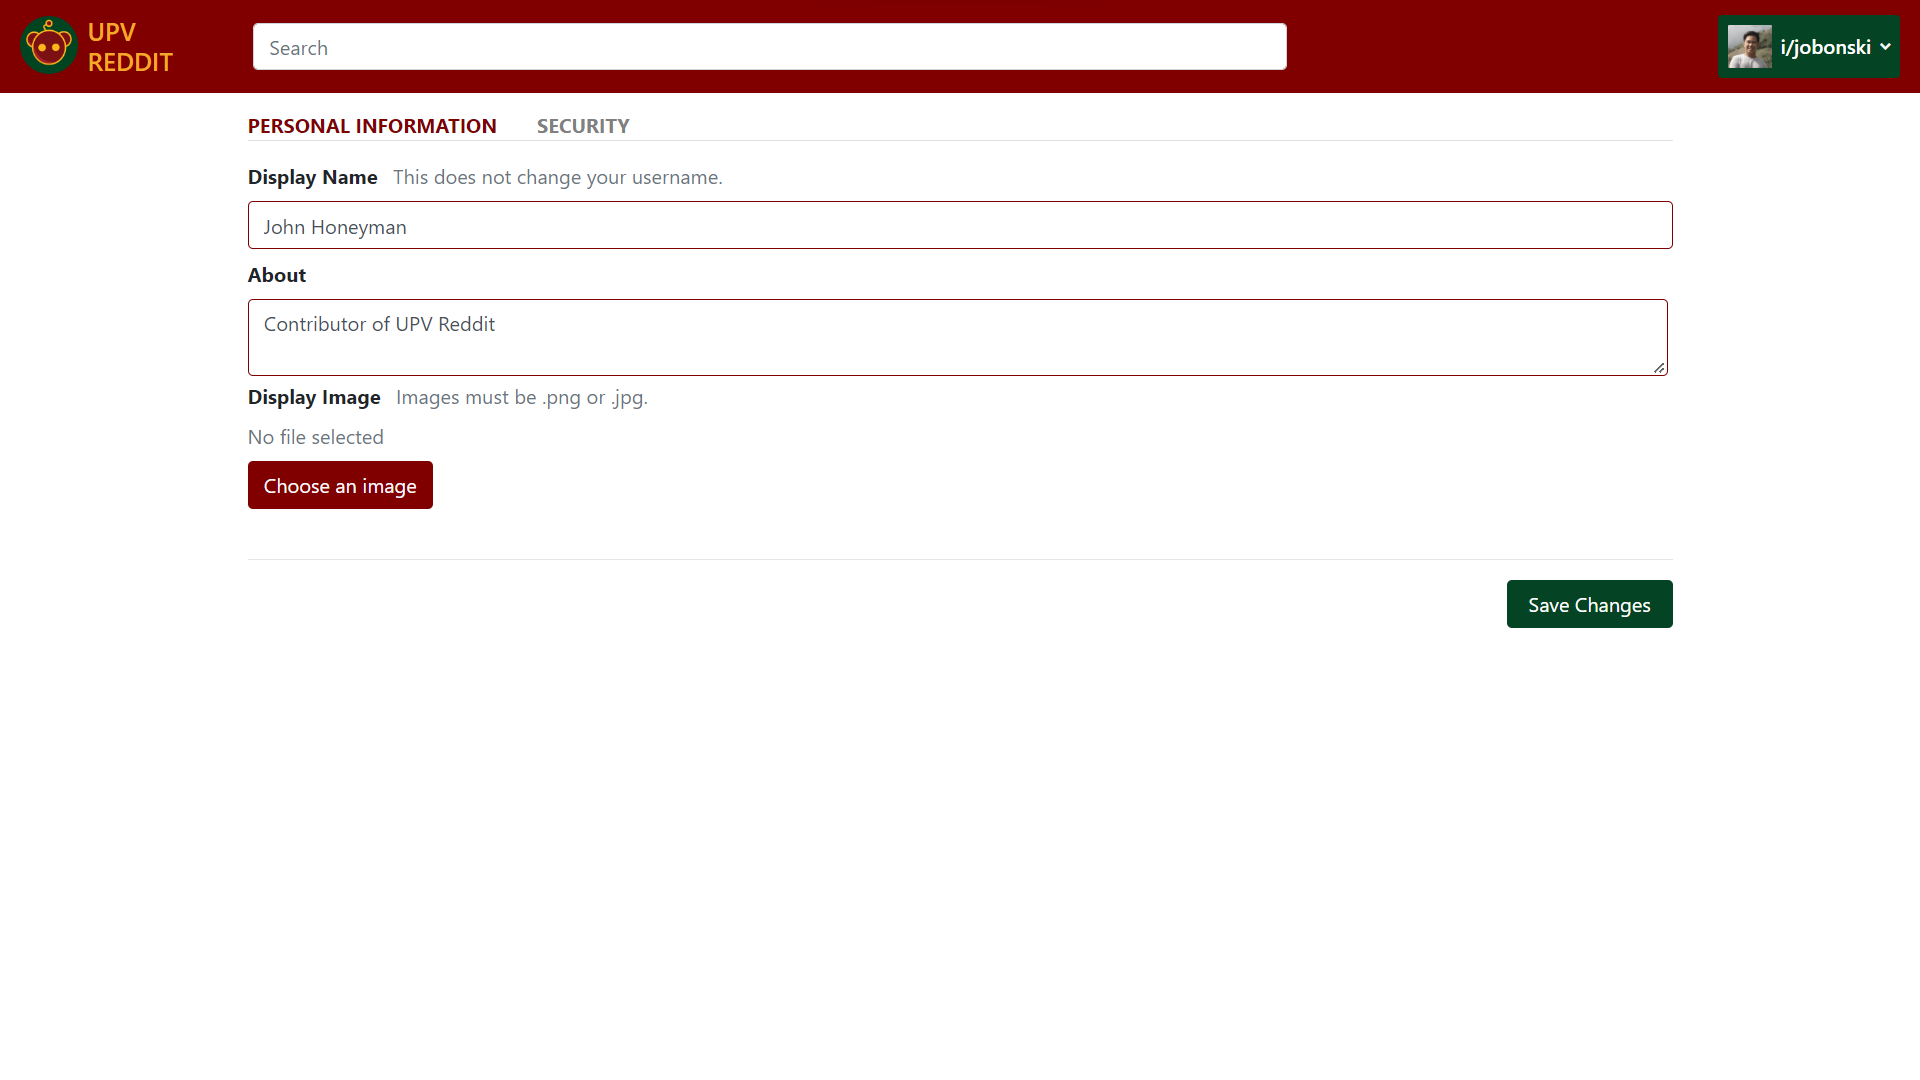 UPV
REDDIT
Search
i/jobonski
PERSONAL INFORMATION SECURITY
Display Name This does not change your username.
John Honeyman
About
Contributor of UPV Reddit
Display Image Images must be .png or .jpg.
No file selected
Choose an image
Save Changes